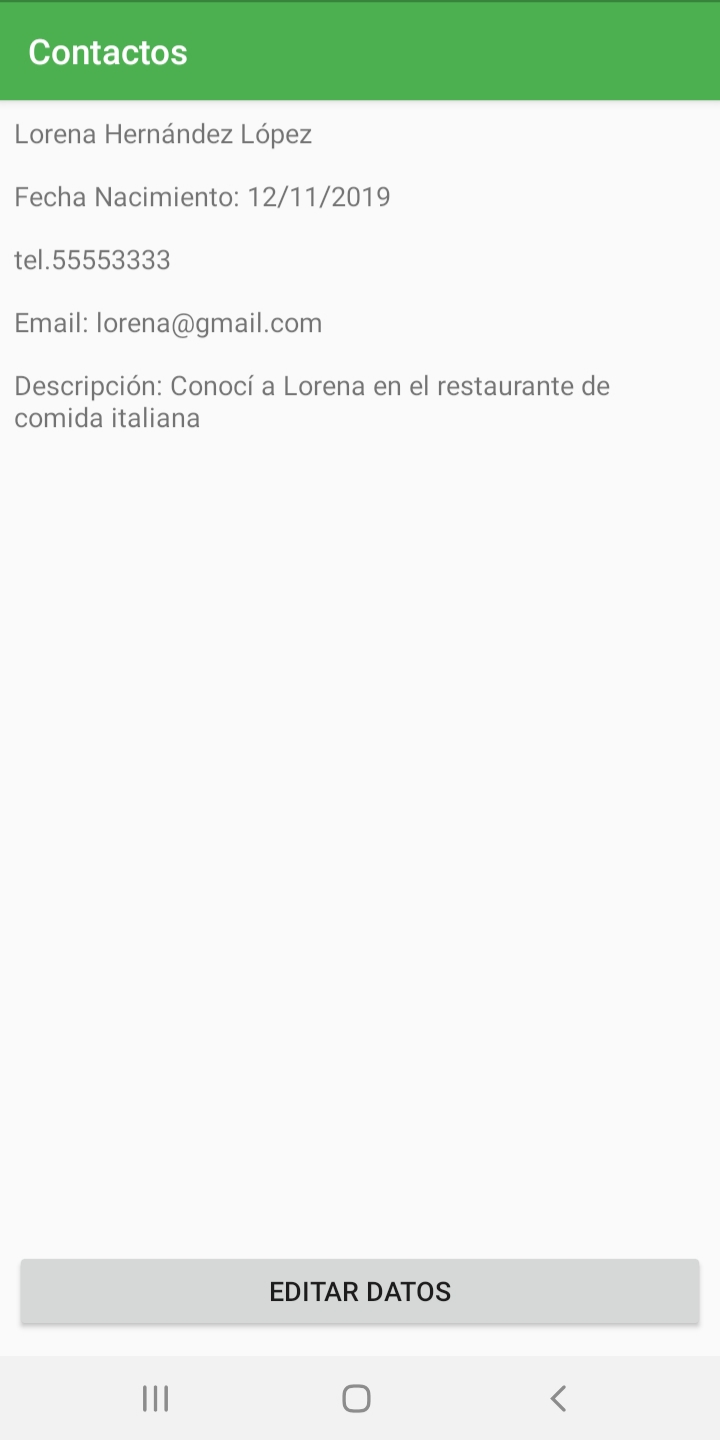 Contactos
Lorena Hernández López
Fecha Nacimiento: 12/11/2019
tel.55553333
Email: lorena@gmail.com
Descripción: Conocí a Lorena en el restaurante de
comida italiana
EDITAR DATOS